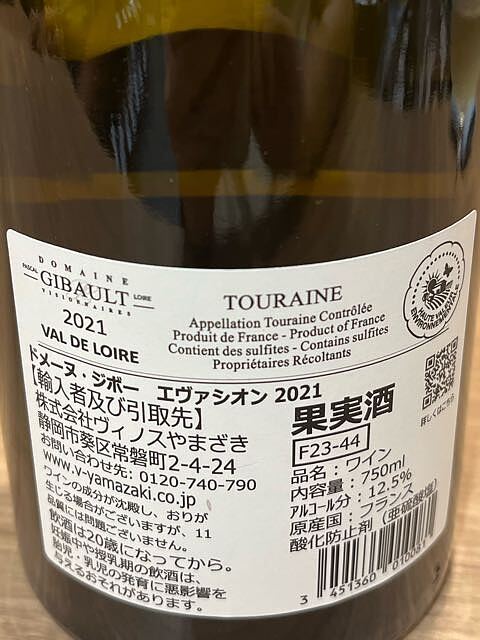 DOMAINE
PASCAL GIBAULT LOIRE
VISIONNAIRES
2021
VAL DE LOIRE
TOURAINE
Appellation Touraine Contrôlée
Produit de France - Product of France
Contient des sulfites - Contains sulfites
Propriétaires Récoltants
HAUTE VALEUR
ENVIRONNEMENTALE
ドメーヌ・ジボー エヴァシオン 2021
【輸入者及び引取先】
株式会社ヴィノスやまざき
静岡市葵区常磐町2-4-24
お問い合わせ先：0120-740-790
www.v-yamazaki.co.jp
ワインの成分が沈殿し、おりが
生じる場合がございますが、11
品質には問題ございません。
飲酒は20歳になってから。
妊娠中や授乳期の飲酒は、
胎児・乳児の発育に悪影響を
与えるおそれがあります。
果実酒
F23-44
品名：ワイン
内容量：750ml
アルコール分：12.5%
原産国：フランス
酸化防止剤（亜硫酸塩）
詳しくはこちら
3 451360 010081